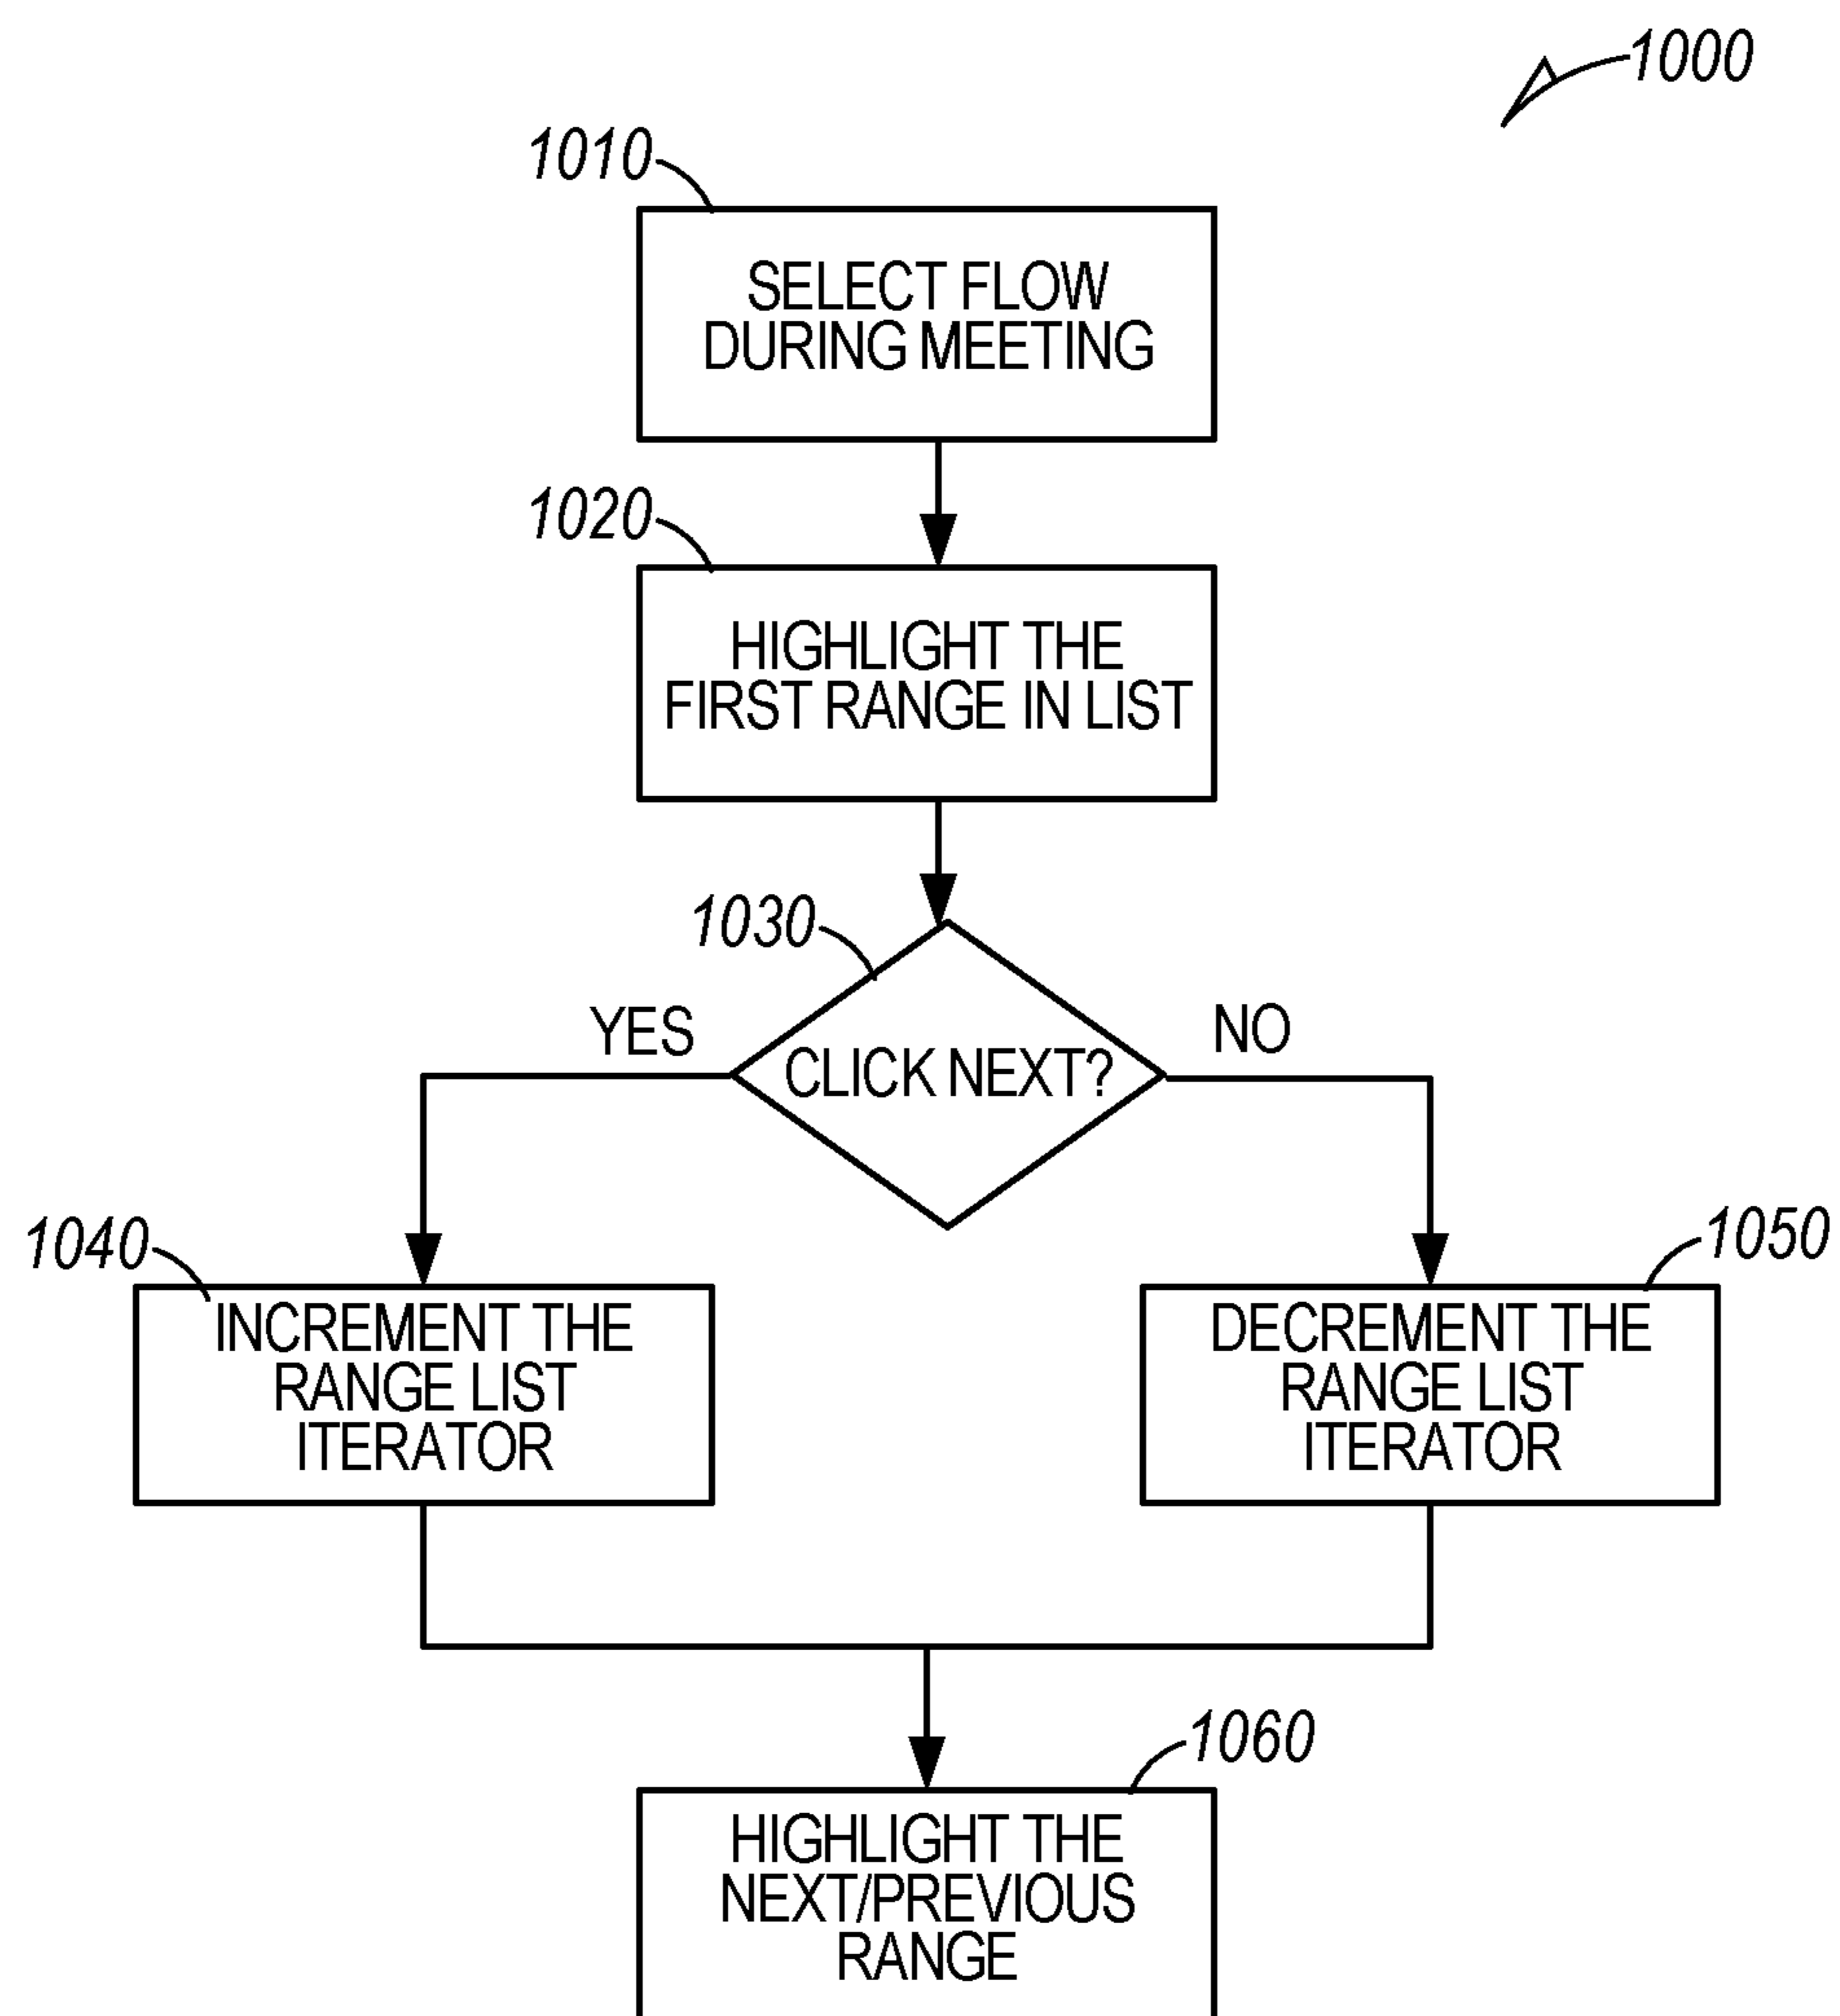 1000
1010
SELECT FLOW
DURING MEETING
1020
HIGHLIGHT THE
FIRST RANGE IN LIST
1030
YES
CLICK NEXT?
NO
1040
INCREMENT THE
RANGE LIST
ITERATOR
1050
DECREMENT THE
RANGE LIST
ITERATOR
1060
HIGHLIGHT THE
NEXT/PREVIOUS
RANGE